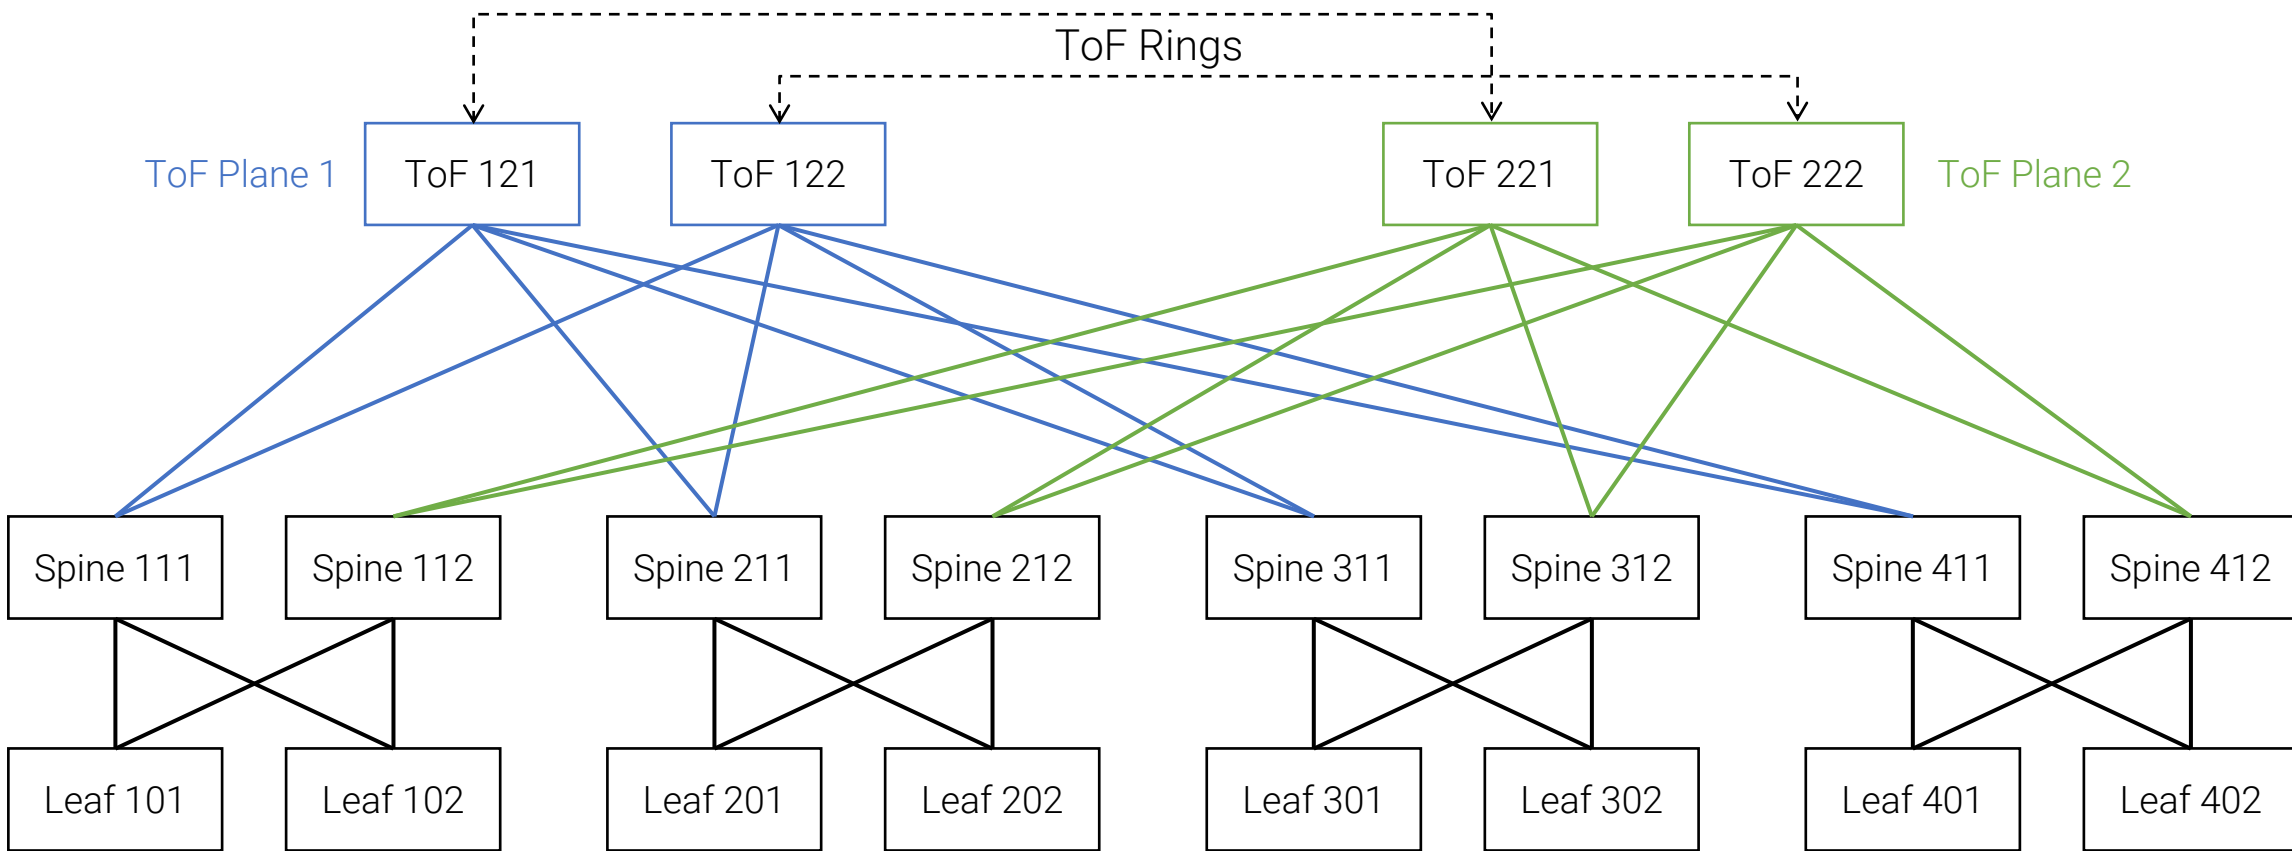 ToF Rings
ToF Plane 1
ToF 121
ToF 122
ToF 221
ToF 222
ToF Plane 2
Spine 111
Spine 112
Spine 211
Spine 212
Spine 311
Spine 312
Spine 411
Spine 412
Leaf 101
Leaf 102
Leaf 201
Leaf 202
Leaf 301
Leaf 302
Leaf 401
Leaf 402